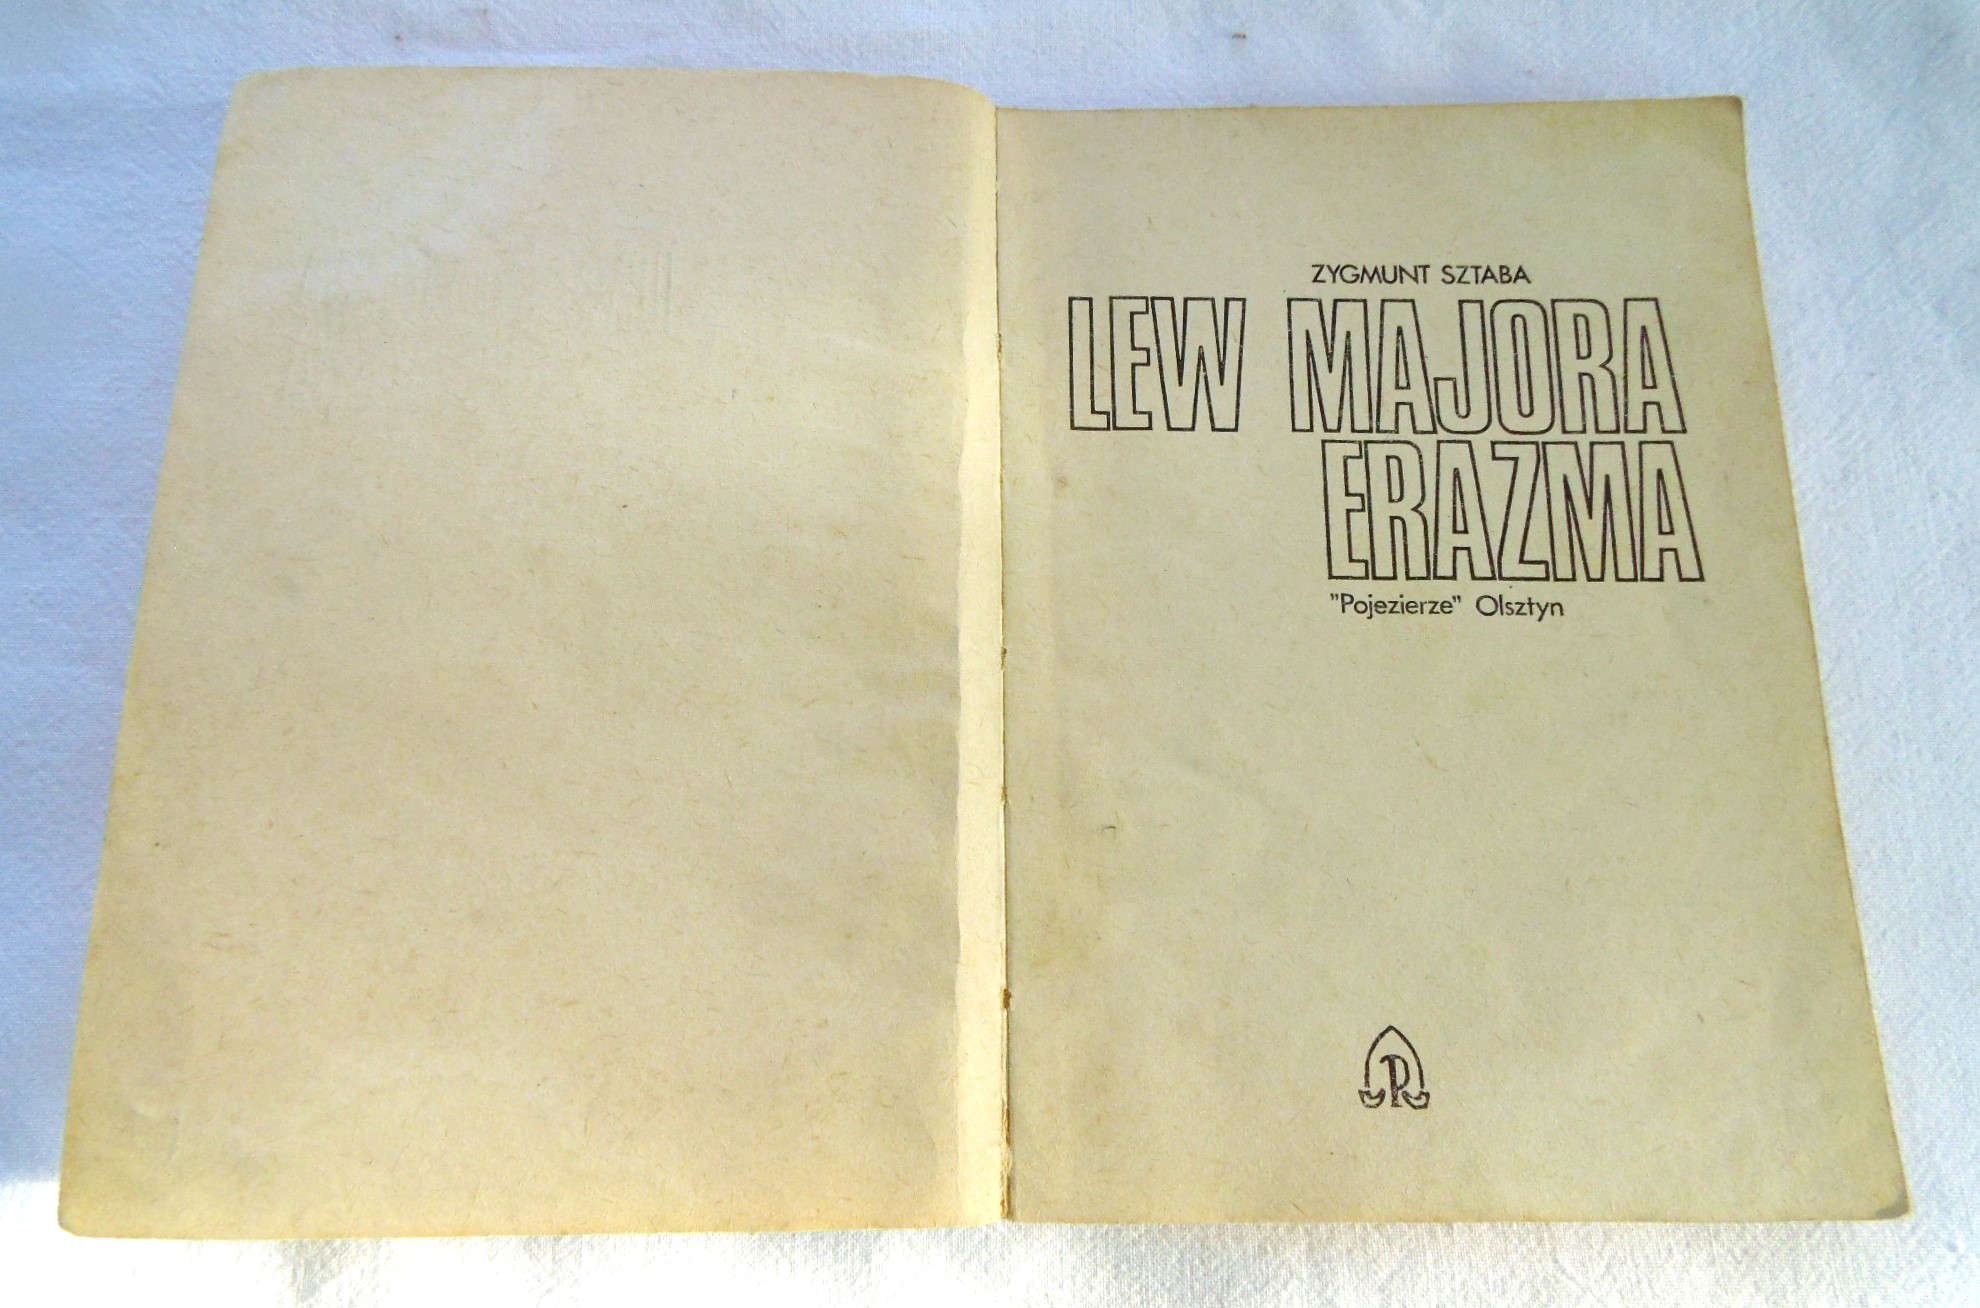 ZYGMUNT SZTABA
LEW MAJORA
ERAZMA
"Pojezierze" Olsztyn
P